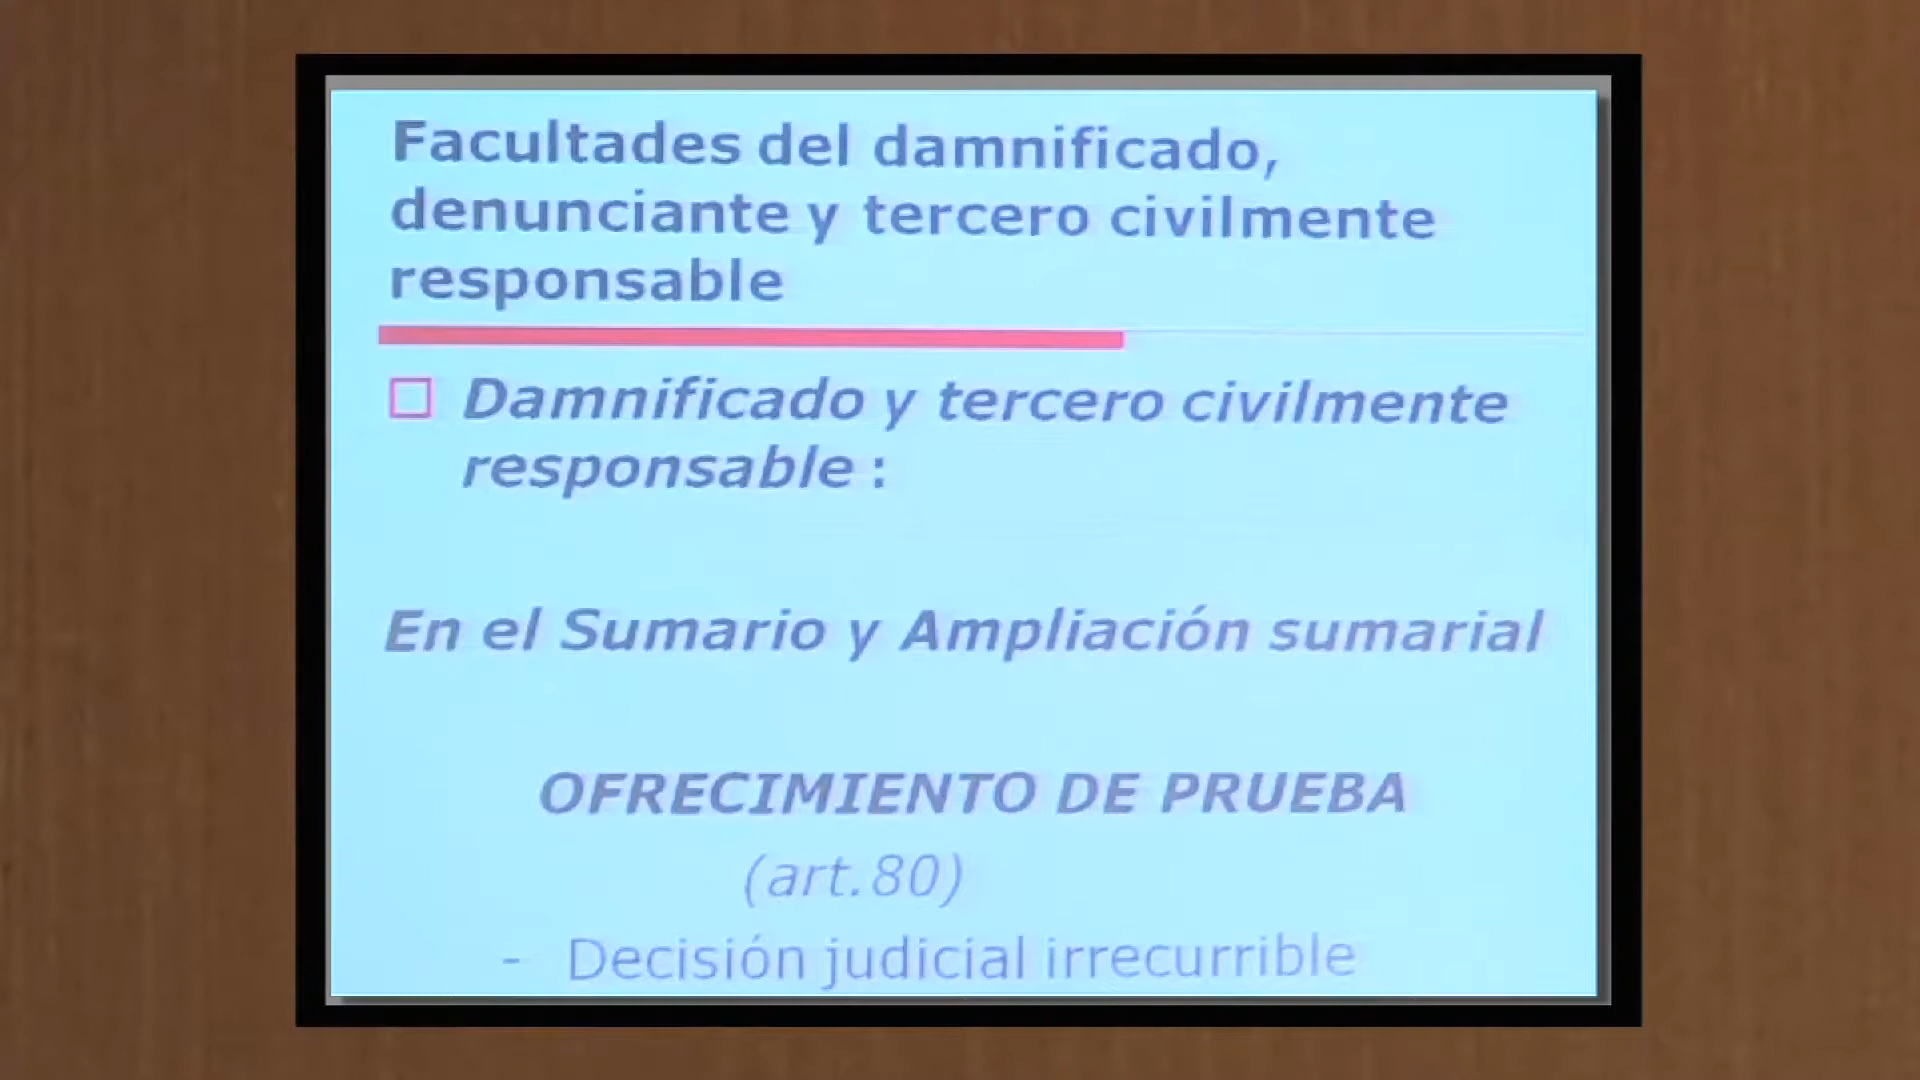 Facultades del damnificado,
denunciante y tercero civilmente
responsable
Damnificado y tercero civilmente
responsable :
En el Sumario y Ampliación sumarial
OFRECIMIENTO DE PRUEBA
(art.80)
- Decisión judicial irrecurrible